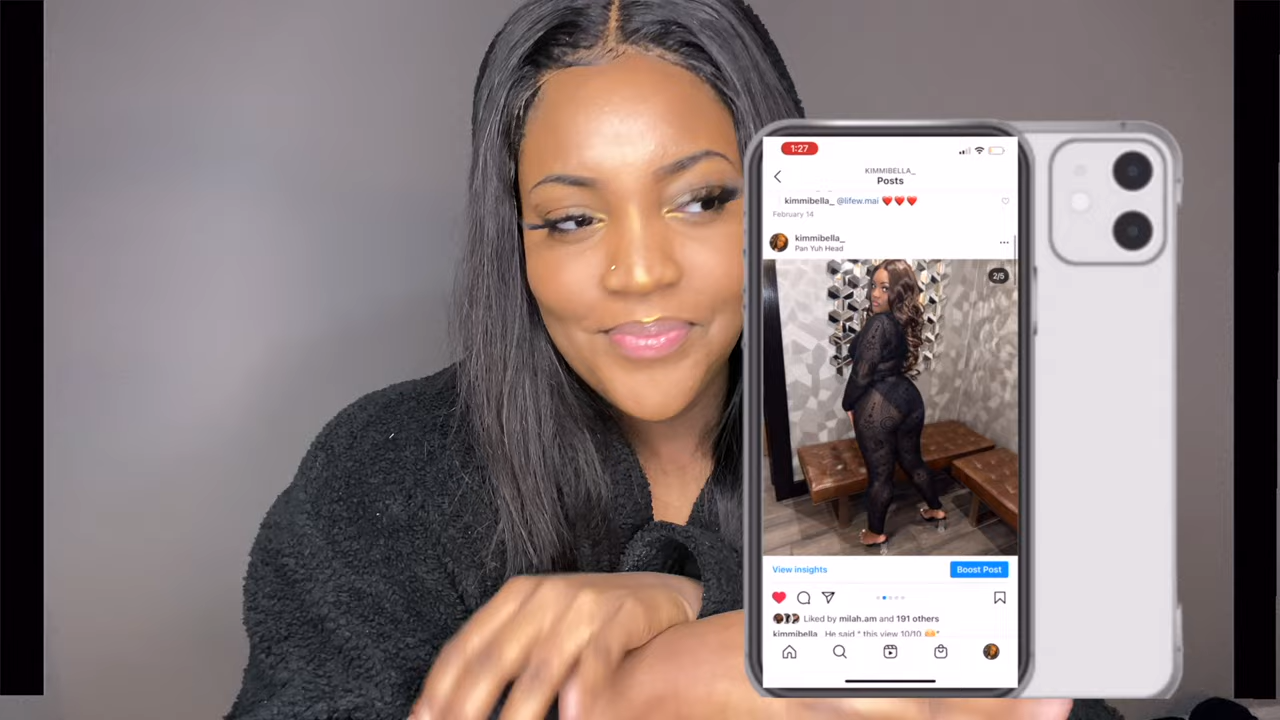 1:27
KIMMIBELLA_
Posts
kimmibella_ @lifew.mai ❤️❤️❤️
February 14
kimmibella_
Pan Yuh Head
2/5
View insights
Boost Post
Liked by milah.am and 191 others
kimmibella_ He said " this view 10/10 🍑"